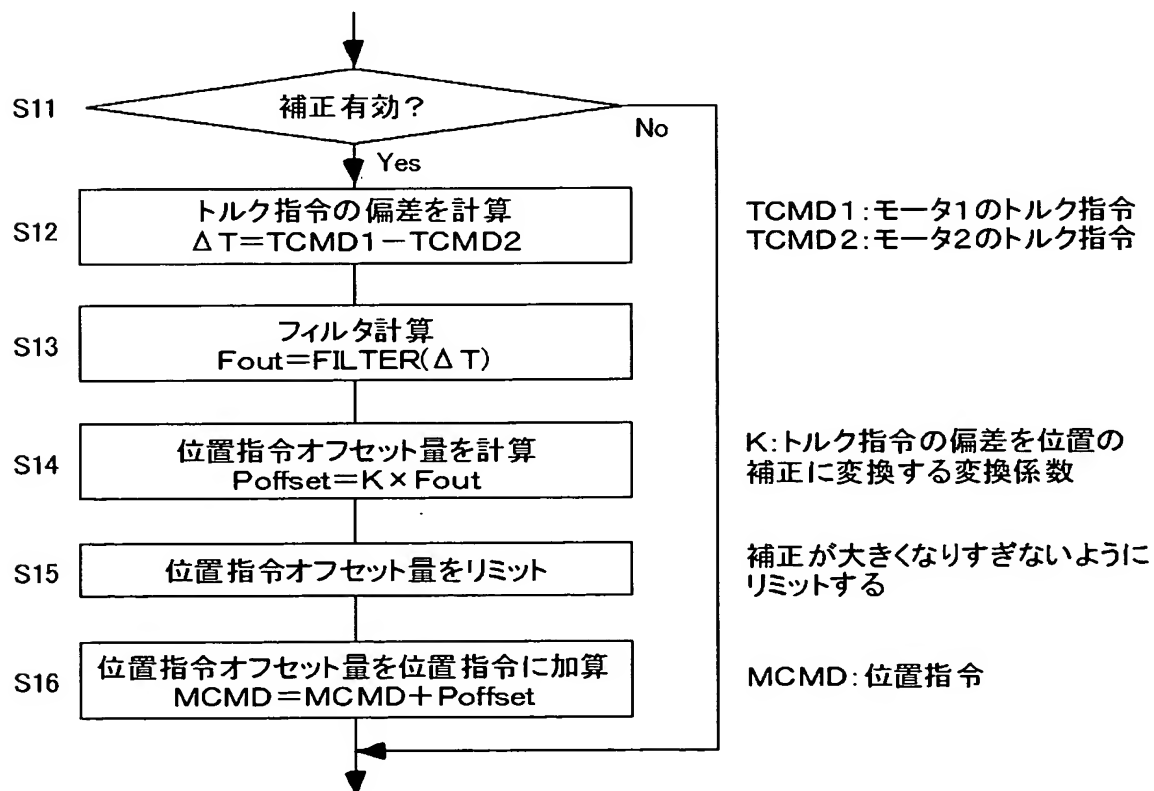 S11
補正有効?
No
Yes
S12
トルク指令の偏差を計算
ΔT=TCMD1-TCMD2
TCMD1:モータ1のトルク指令
TCMD2:モータ2のトルク指令
S13
フィルタ計算
Fout=FILTER(ΔT)
S14
位置指令オフセット量を計算
Poffset=K×Fout
K:トルク指令の偏差を位置の
補正に変換する変換係数
S15
位置指令オフセット量をリミット
補正が大きくなりすぎないように
リミットする
S16
位置指令オフセット量を位置指令に加算
MCMD=MCMD+Poffset
MCMD:位置指令